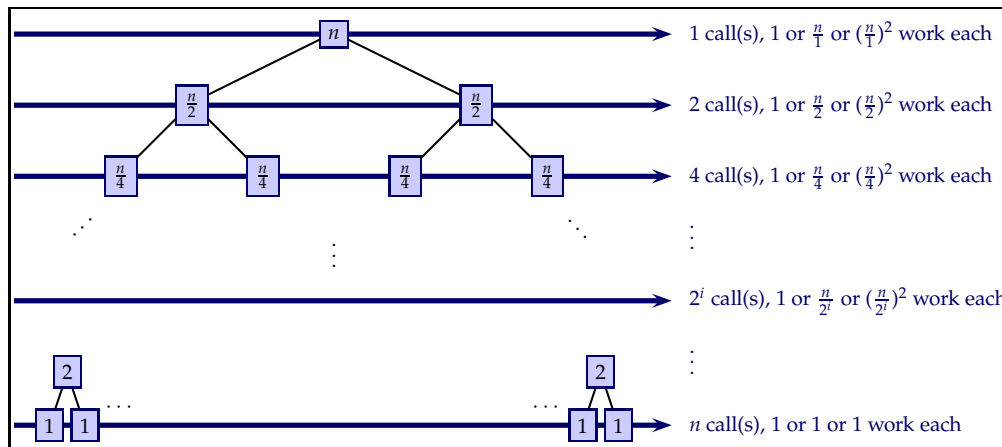 n 1 call(s), 1 or n/1 or (n/1)² work each
n/2 n/2 2 call(s), 1 or n/2 or (n/2)² work each
n/4 n/4 n/4 n/4 4 call(s), 1 or n/4 or (n/4)² work each
⋰ ⋮ ⋱ ⋮
2ⁱ call(s), 1 or n/2ⁱ or (n/2ⁱ)² work each
2 2 ⋮
... ...
1 1 1 1 n call(s), 1 or 1 or 1 work each